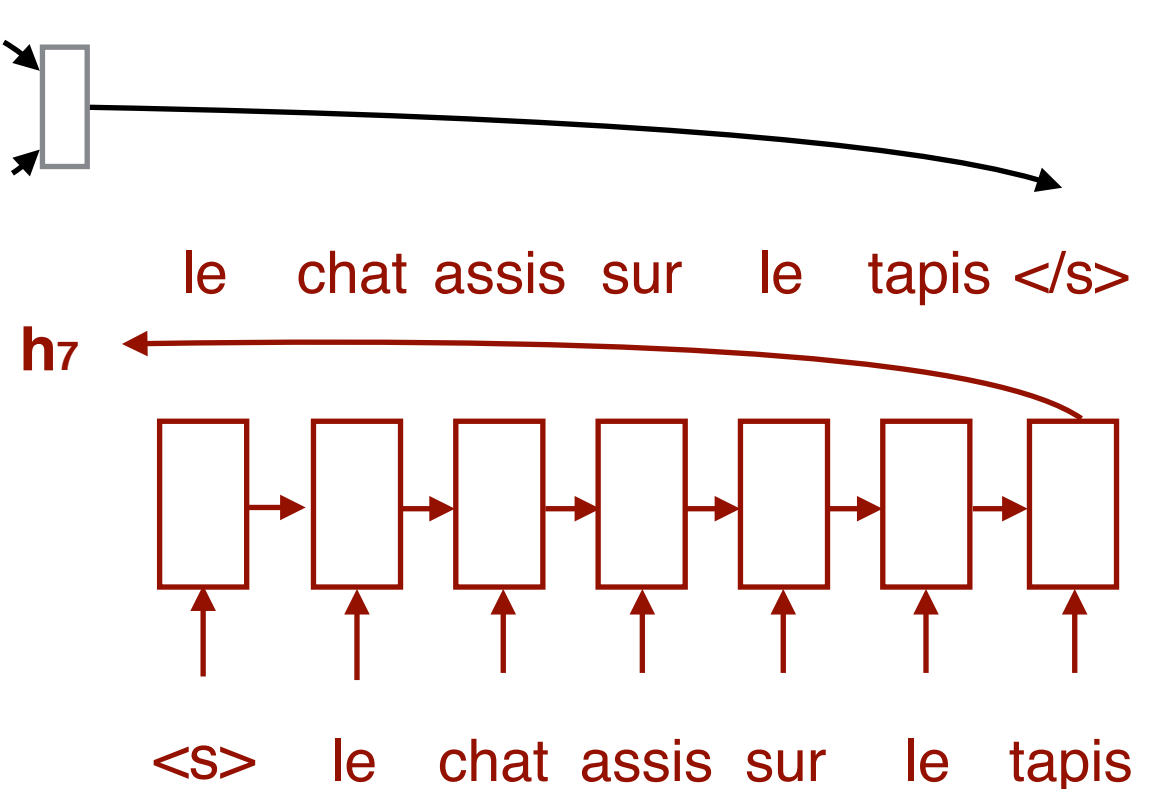 le chat assis sur le tapis </s>
h7
<s> le chat assis sur le tapis